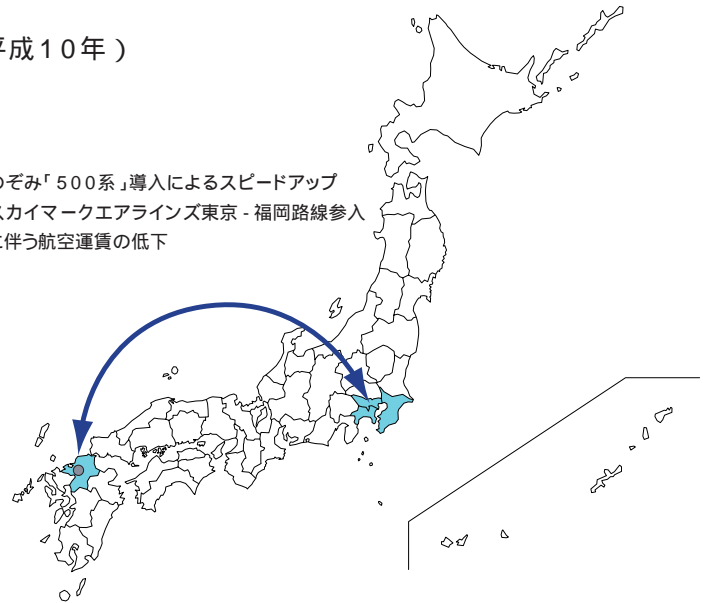 成10年）
のぞみ「500系」導入によるスピードアップ
スカイマークエアラインズ東京-福岡路線参入
に伴う航空運賃の低下